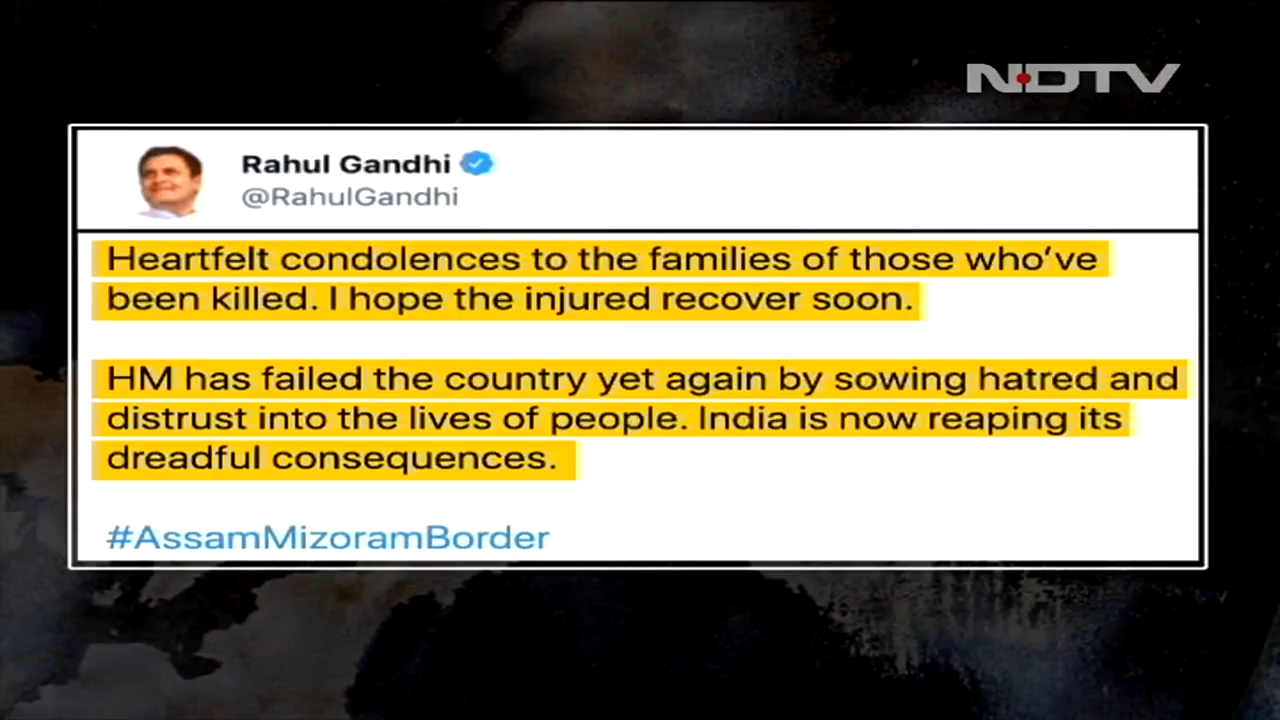 NDTV
Rahul Gandhi
@RahulGandhi
Heartfelt condolences to the families of those who've
been killed. I hope the injured recover soon.
HM has failed the country yet again by sowing hatred and
distrust into the lives of people. India is now reaping its
dreadful consequences.
#AssamMizoramBorder